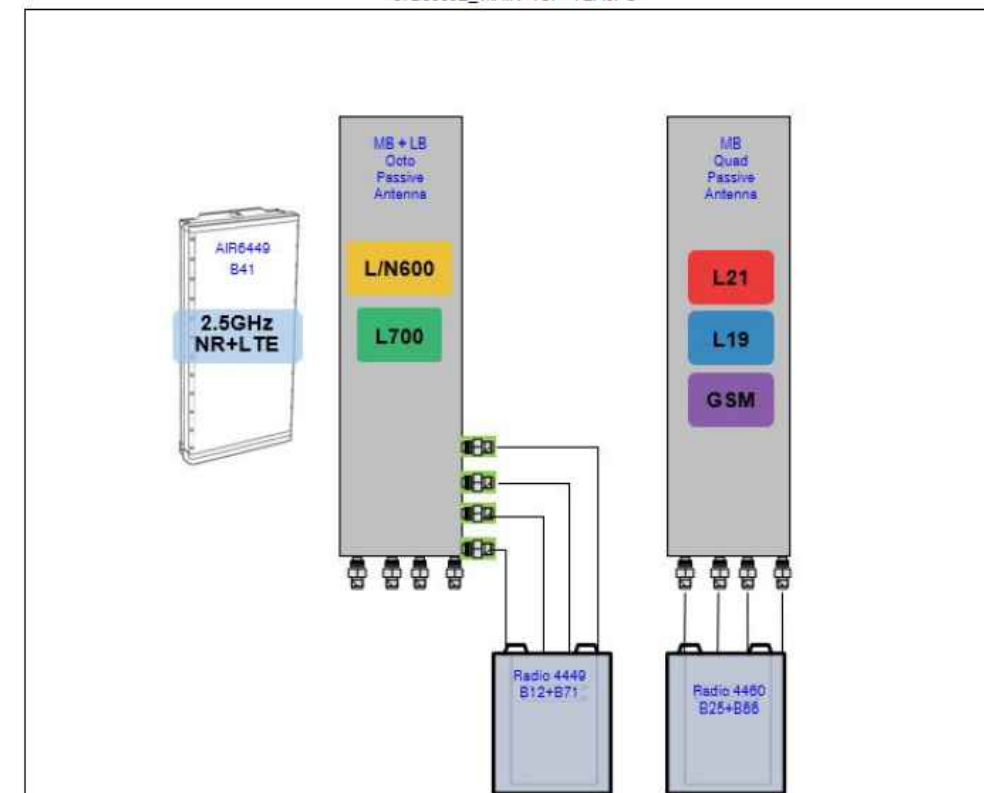 MB + LB
Octo
Passive
Antenna
MB
Quad
Passive
Antenna
AIR6449
B41
2.5GHz
NR+LTE
L/N600
L700
L21
L19
GSM
Radio 4449
B12+B71
Radio 4460
B25+B66